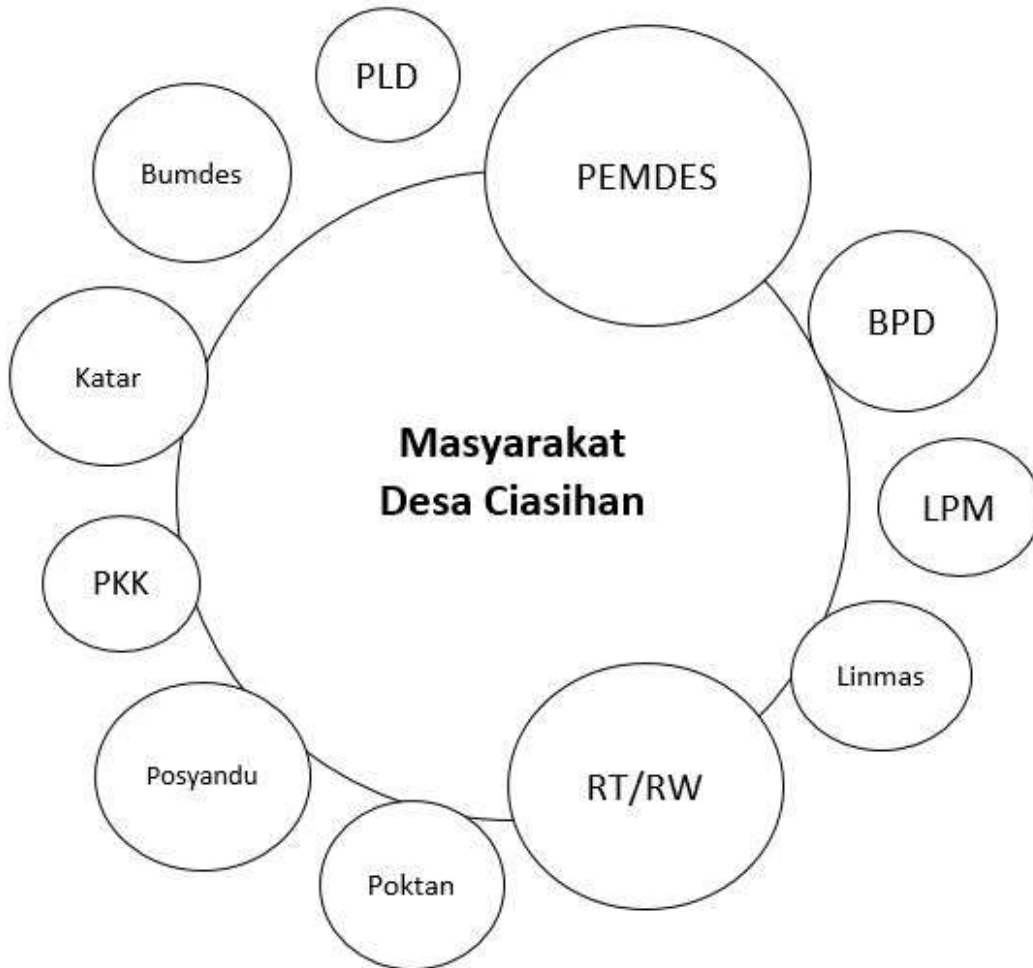 PLD
PEMDES
Bumdes
BPD
Katar
Masyarakat
Desa Ciasihan
LPM
PKK
Linmas
Posyandu
RT/RW
Poktan